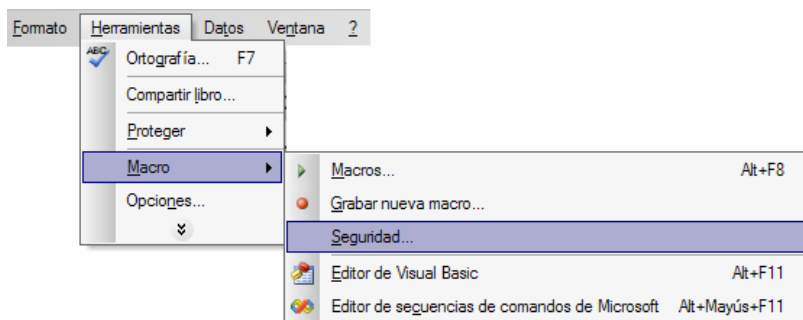 Formato Herramientas Datos Ventana ?
ABC Ortografía... F7
Compartir libro...
Proteger
Macro
Macros... Alt+F8
Opciones...
Grabar nueva macro...
Seguridad...
Editor de Visual Basic Alt+F11
Editor de secuencias de comandos de Microsoft Alt+Mayús+F11